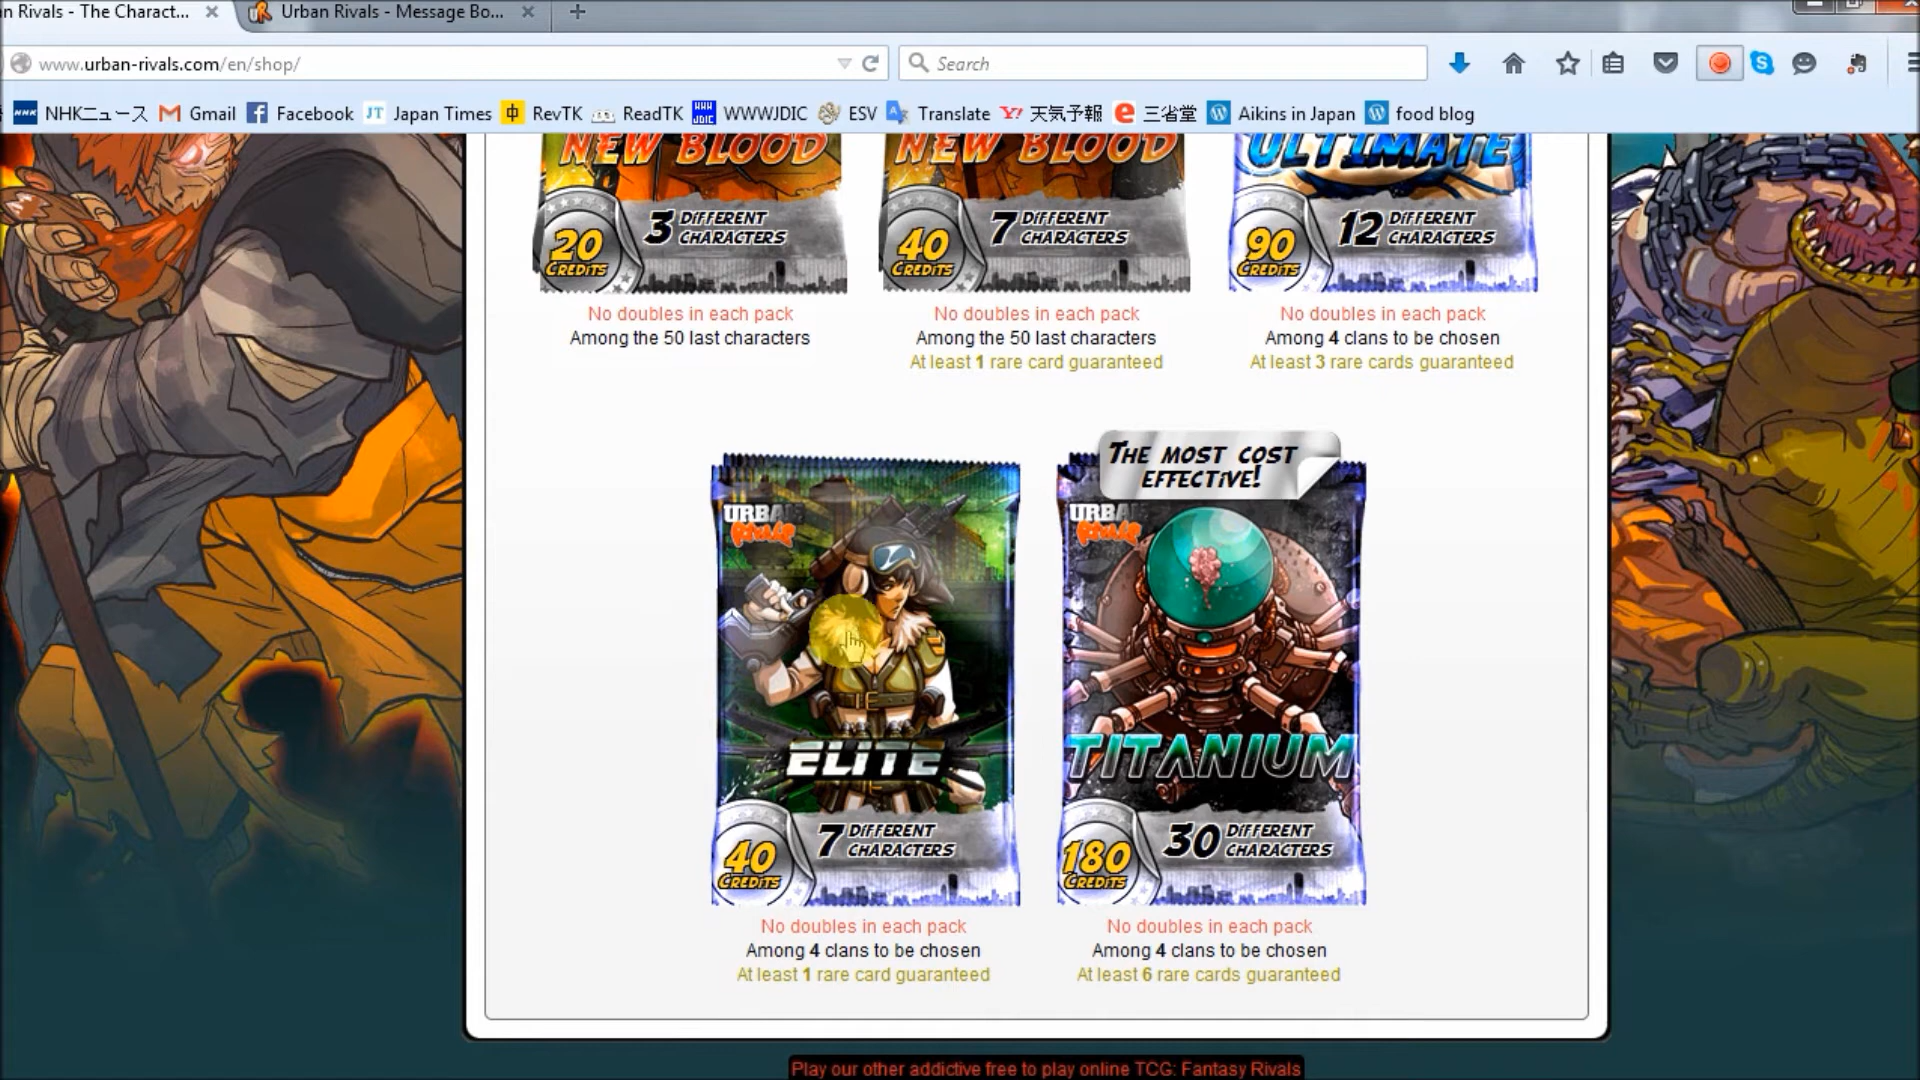 n Rivals - The Charact...
Urban Rivals - Message Bo...
www.urban-rivals.com/en/shop/
Search
NHKニュース
Gmail
Facebook
JT
Japan Times
中
RevTK
ReadTK
WWWJDIC
ESV
Translate
天気予報
三省堂
Aikins in Japan
food blog
NEW BLOOD
20 CREDITS
3 DIFFERENT CHARACTERS
No doubles in each pack
Among the 50 last characters
NEW BLOOD
40 CREDITS
7 DIFFERENT CHARACTERS
No doubles in each pack
Among the 50 last characters
At least 1 rare card guaranteed
ULTIMATE
90 CREDITS
12 DIFFERENT CHARACTERS
No doubles in each pack
Among 4 clans to be chosen
At least 3 rare cards guaranteed
URBAN
RIVALS
ELITE
40 CREDITS
7 DIFFERENT CHARACTERS
No doubles in each pack
Among 4 clans to be chosen
At least 1 rare card guaranteed
THE MOST COST
EFFECTIVE!
URBA
RIVALS
TITANIUM
180 CREDITS
30 DIFFERENT CHARACTERS
No doubles in each pack
Among 4 clans to be chosen
At least 6 rare cards guaranteed
Play our other addictive free to play online TCG: Fantasy Rivals